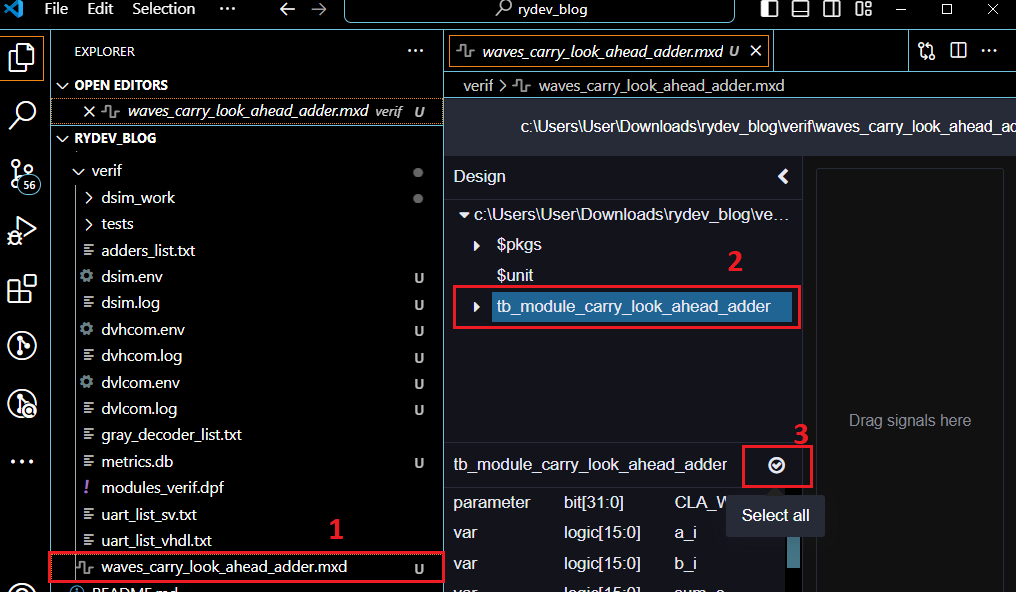 File Edit Selection ··· rydev_blog
EXPLORER ···
OPEN EDITORS
waves_carry_look_ahead_adder.mxd verif U
RYDEV_BLOG
56
verif
dsim_work
tests
adders_list.txt
dsim.env U
dsim.log U
dvhcom.env U
dvhcom.log U
dvlcom.env U
dvlcom.log U
gray_decoder_list.txt
metrics.db U
modules_verif.dpf
uart_list_sv.txt
uart_list_vhdl.txt
1
waves_carry_look_ahead_adder.mxd U
README.md
waves_carry_look_ahead_adder.mxd U
verif > waves_carry_look_ahead_adder.mxd
c:\Users\User\Downloads\rydev_blog\verif\waves_carry_look_ahead_ad
Design
c:\Users\User\Downloads\rydev_blog\ve...
$pkgs
$unit
2
tb_module_carry_look_ahead_adder
Drag signals here
3
tb_module_carry_look_ahead_adder
Select all
parameter bit[31:0] CLA_W
var logic[15:0] a_i
var logic[15:0] b_i
var logic[15:0]